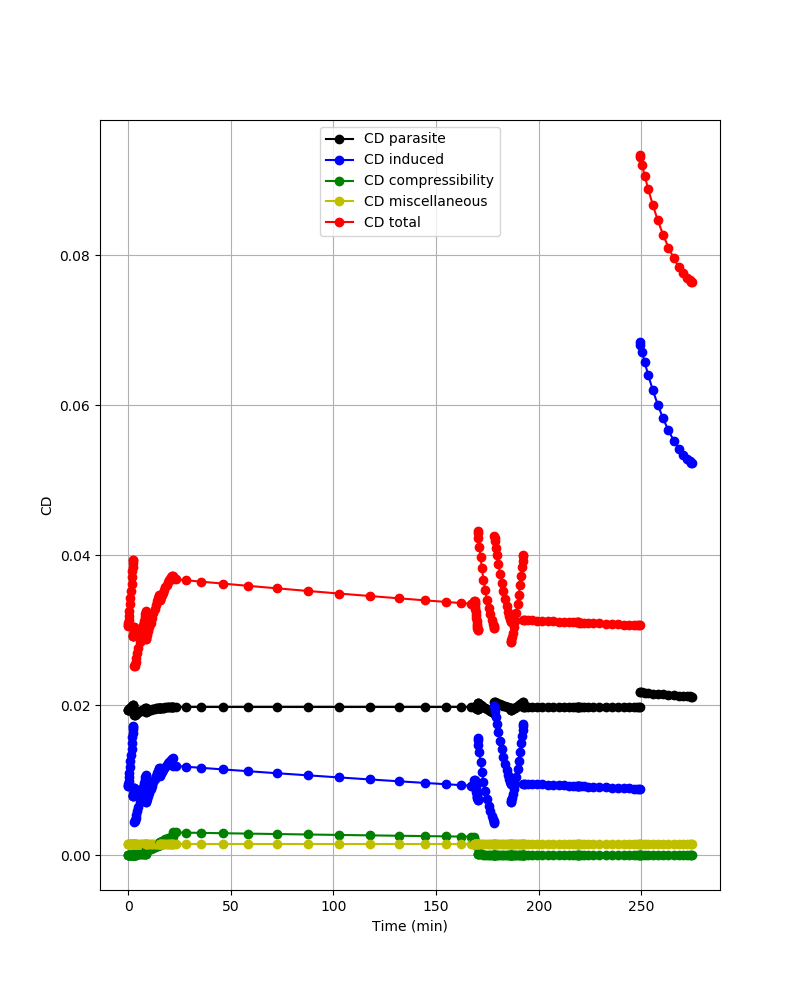 CD parasite
CD induced
CD compressibility
CD miscellaneous
CD total
0.08
0.06
0.04
0.02
0.00
CD
0 50 100 150 200 250
Time (min)